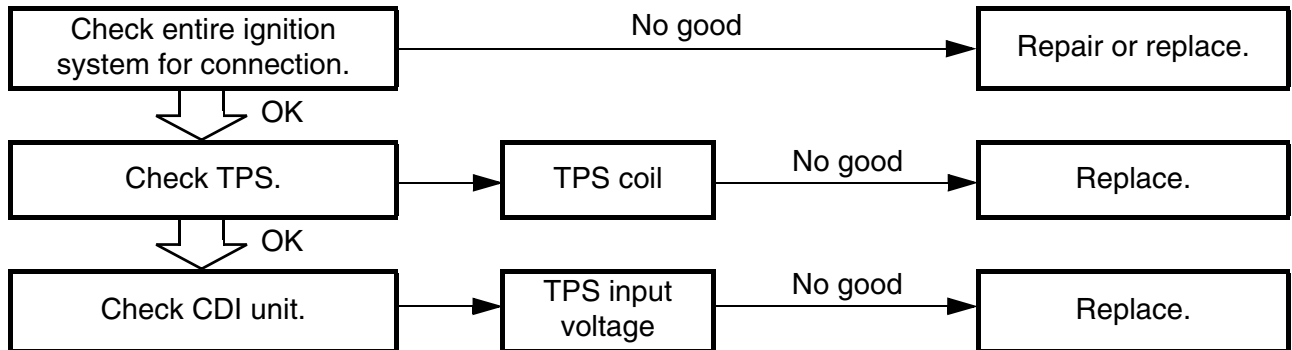 Check entire ignition
system for connection.
No good
Repair or replace.
OK
Check TPS.
TPS coil
No good
Replace.
OK
Check CDI unit.
TPS input
voltage
No good
Replace.